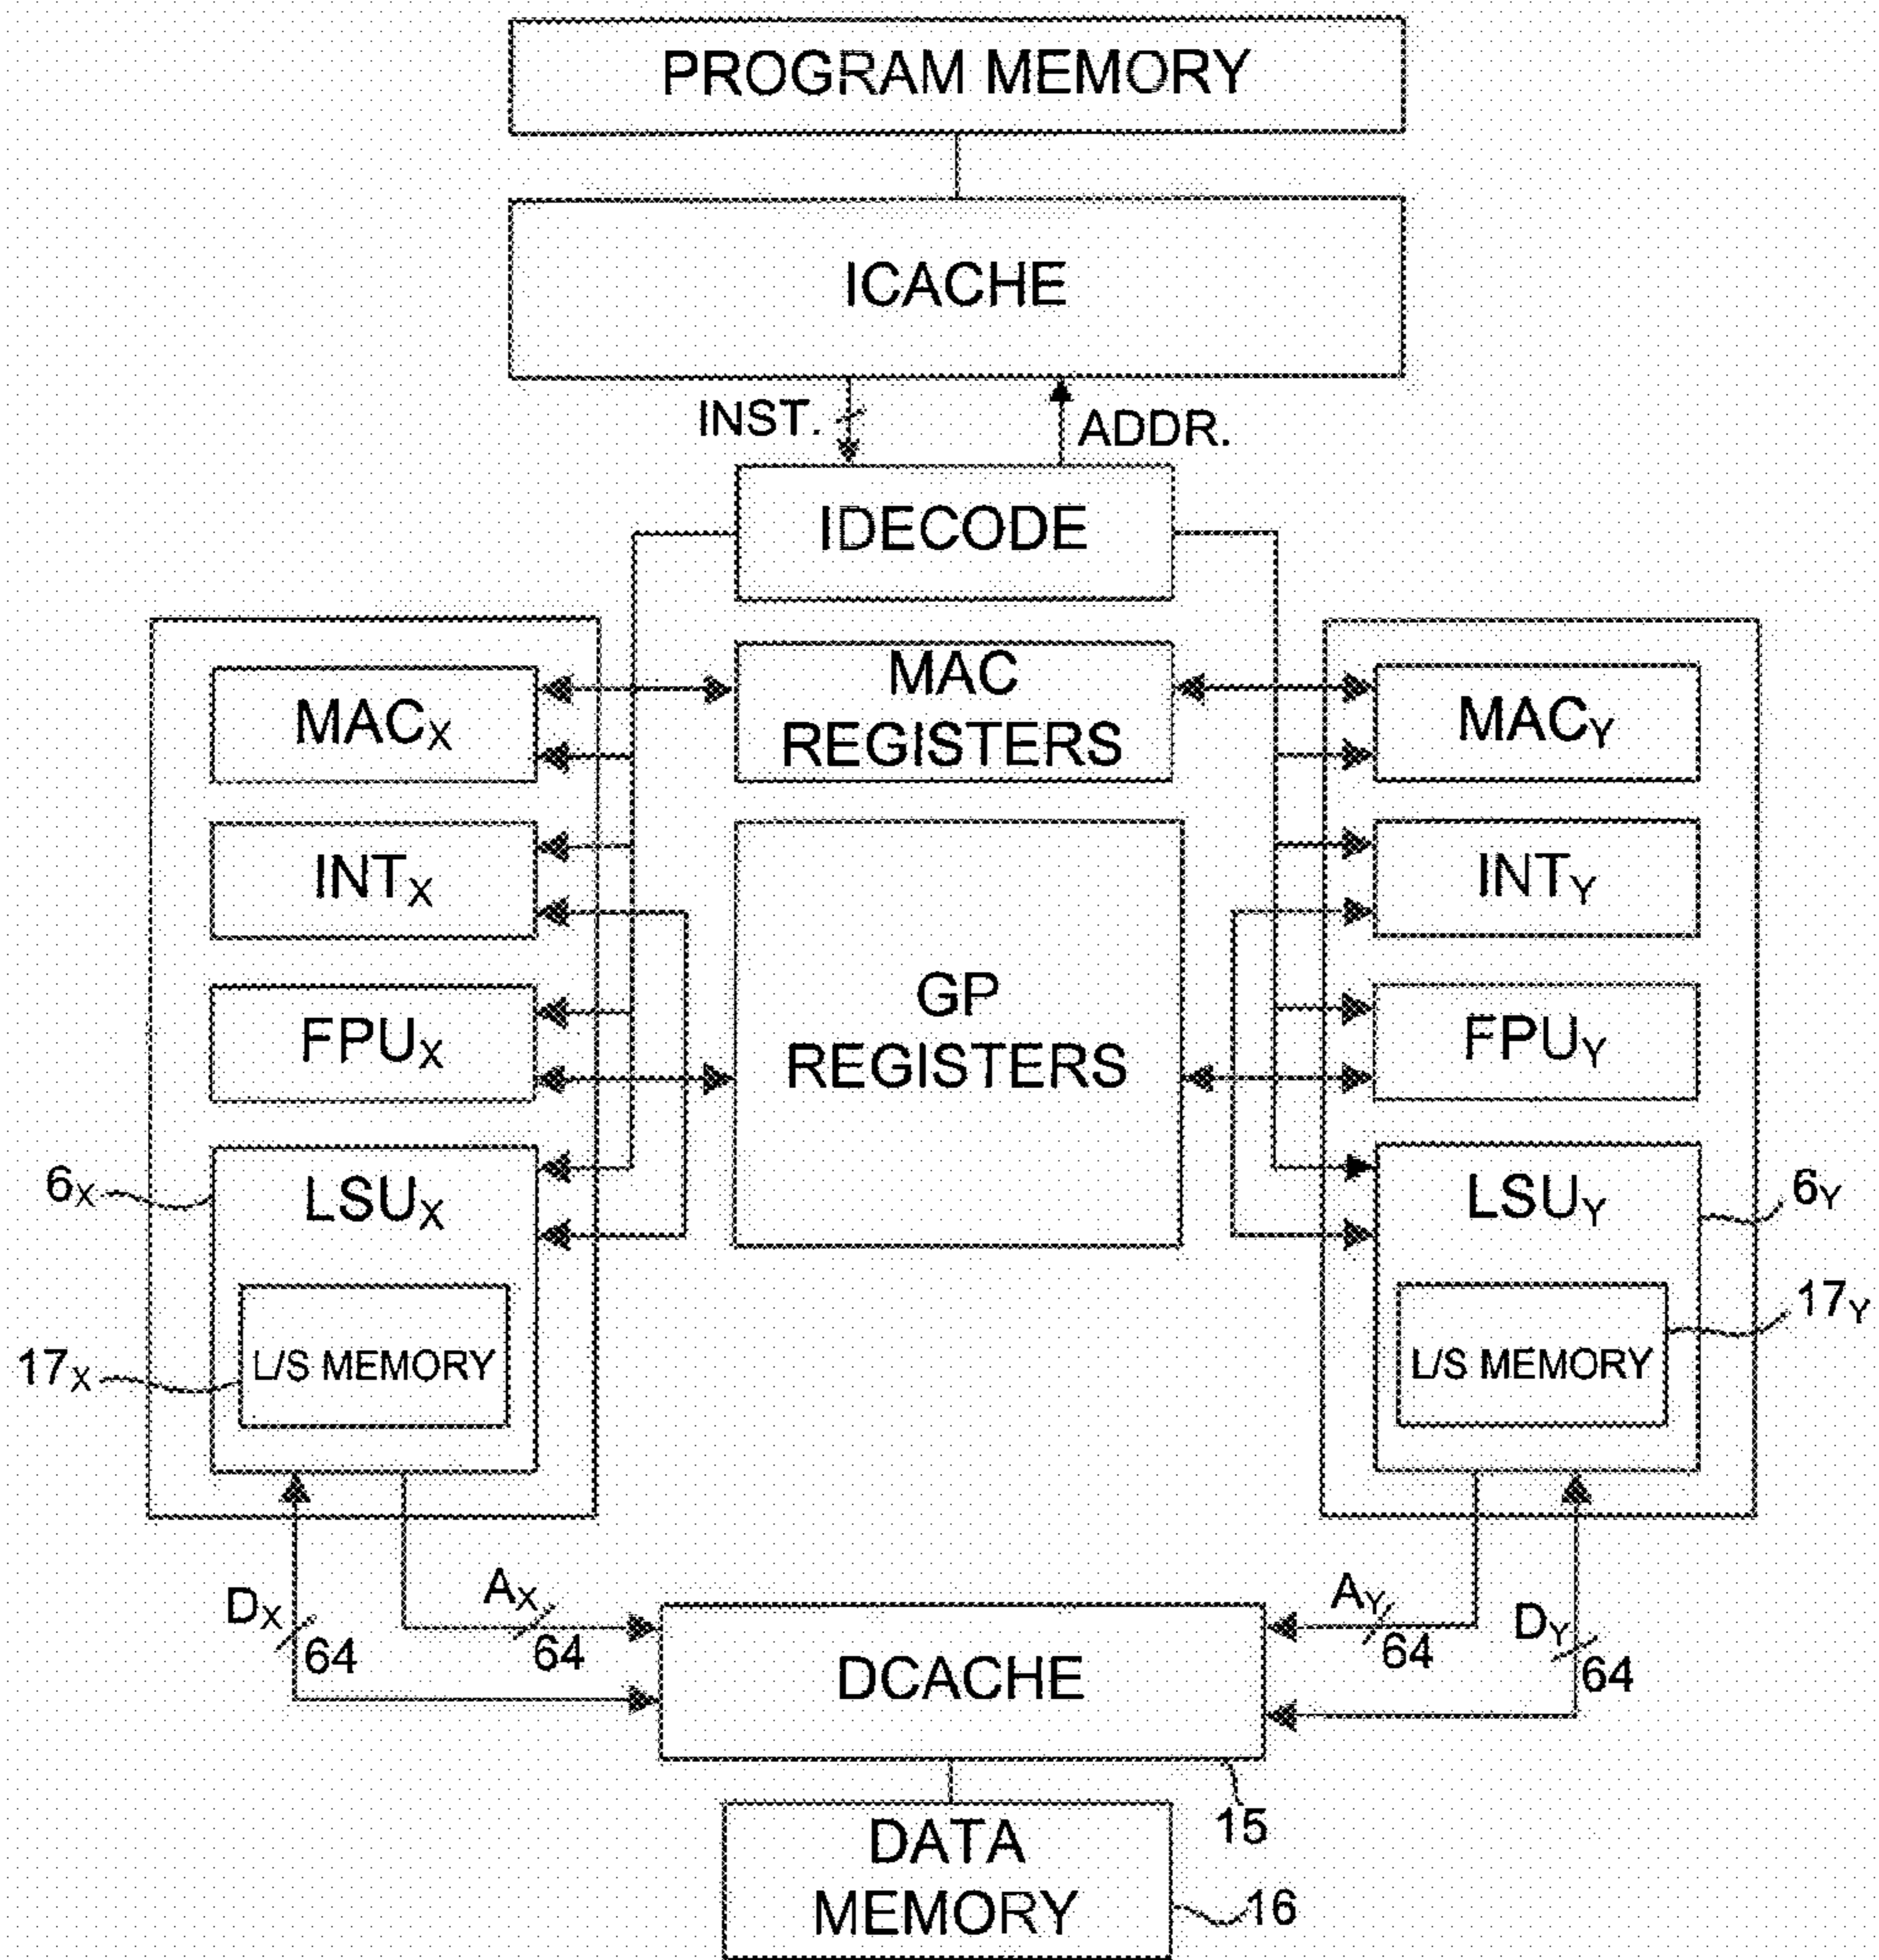 PROGRAM MEMORY
ICACHE
INST.
ADDR.
IDECODE
MACX
MAC
REGISTERS
MACY
INTX
INTY
FPUX
GP
REGISTERS
FPUY
6X
LSUX
LSUY
6Y
17X
L/S MEMORY
L/S MEMORY
17Y
DX
64
AX
64
AY
64
DY
64
DCACHE
15
DATA
MEMORY
16